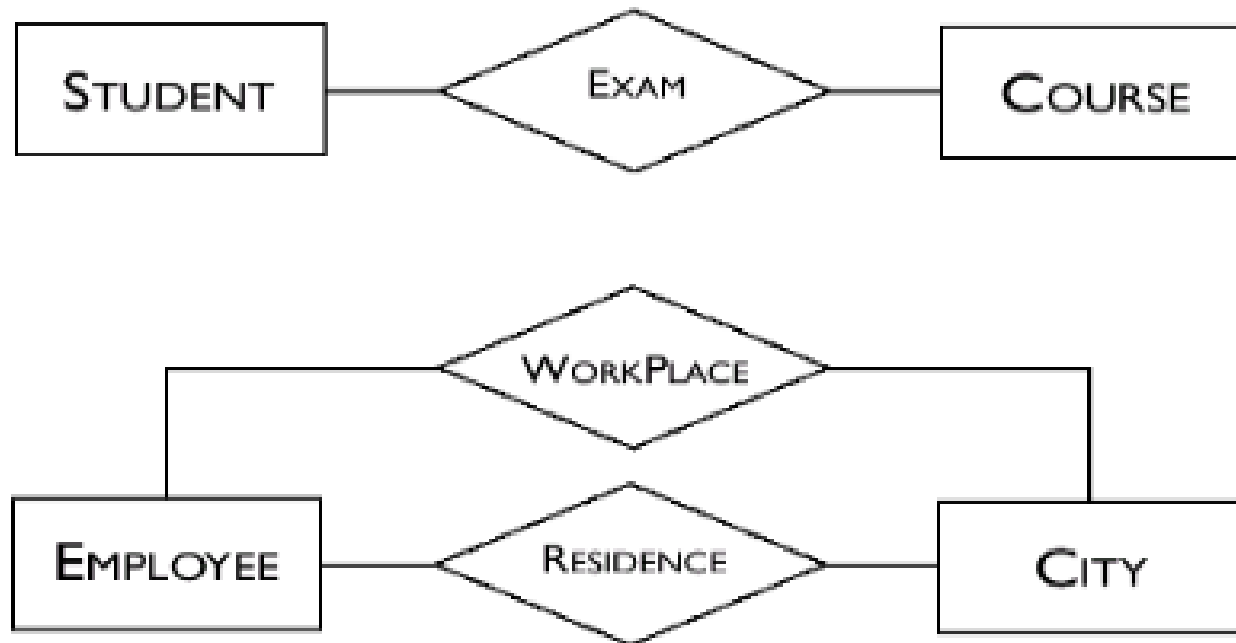 STUDENT
EXAM
COURSE
WORKPLACE
EMPLOYEE
RESIDENCE
CITY